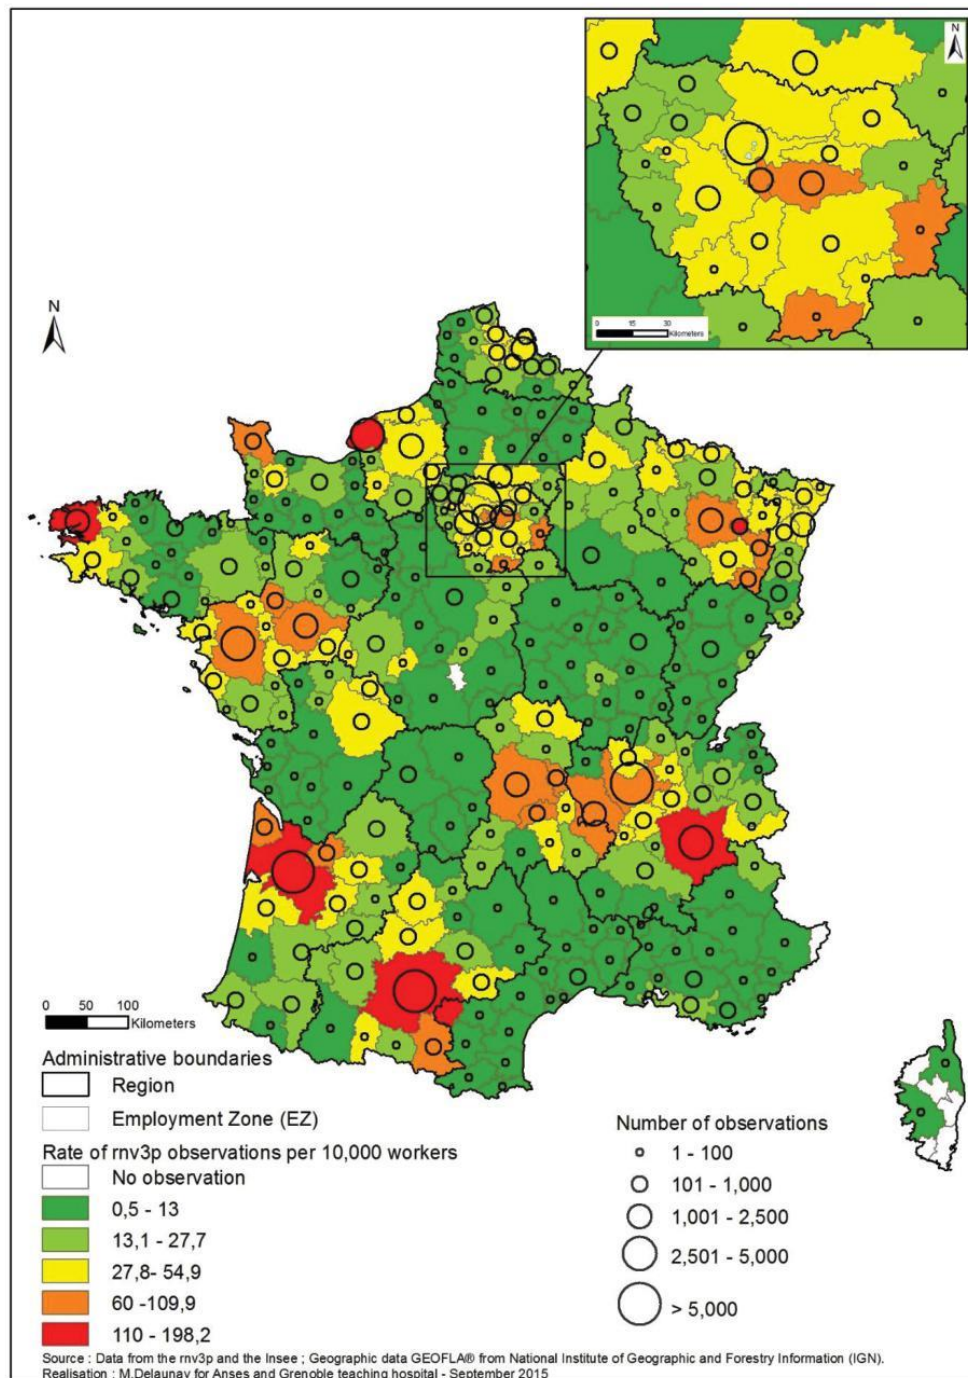 N
0 15 30
Kilometers
N
0 50 100
Kilometers
Administrative boundaries
Region
Employment Zone (EZ)
Rate of rnv3p observations per 10,000 workers
No observation
0,5 - 13
13,1 - 27,7
27,8- 54,9
60 -109,9
110 - 198,2
Number of observations
1 - 100
101 - 1,000
1,001 - 2,500
2,501 - 5,000
> 5,000
Source : Data from the rnv3p and the Insee ; Geographic data GEOFLA® from National Institute of Geographic and Forestry Information (IGN).
Realisation : M.Delaunay for Anses and Grenoble teaching hospital - September 2015